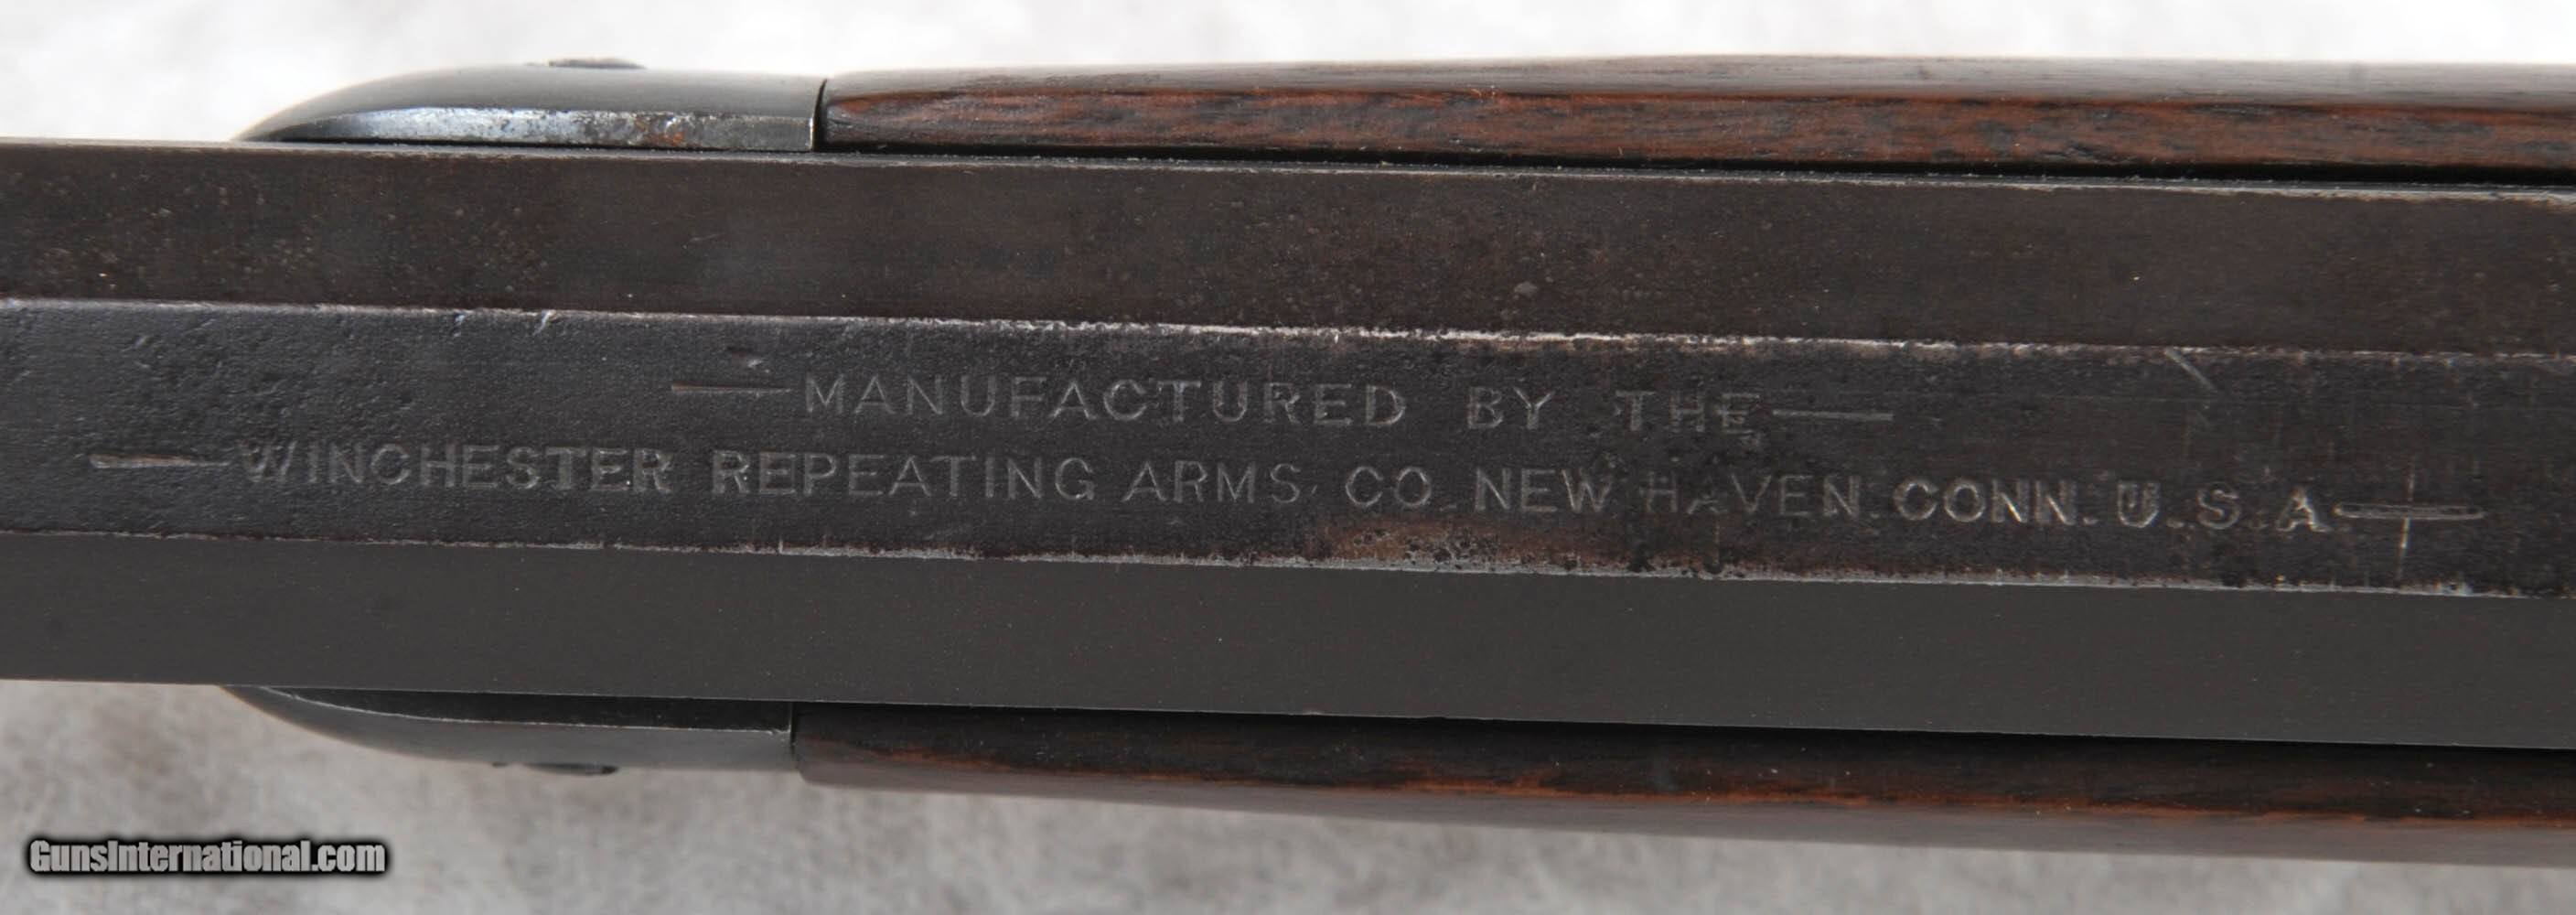 —MANUFACTURED BY THE—
—WINCHESTER REPEATING ARMS. CO. NEW HAVEN. CONN. U.S.A.—
GunsInternational.com